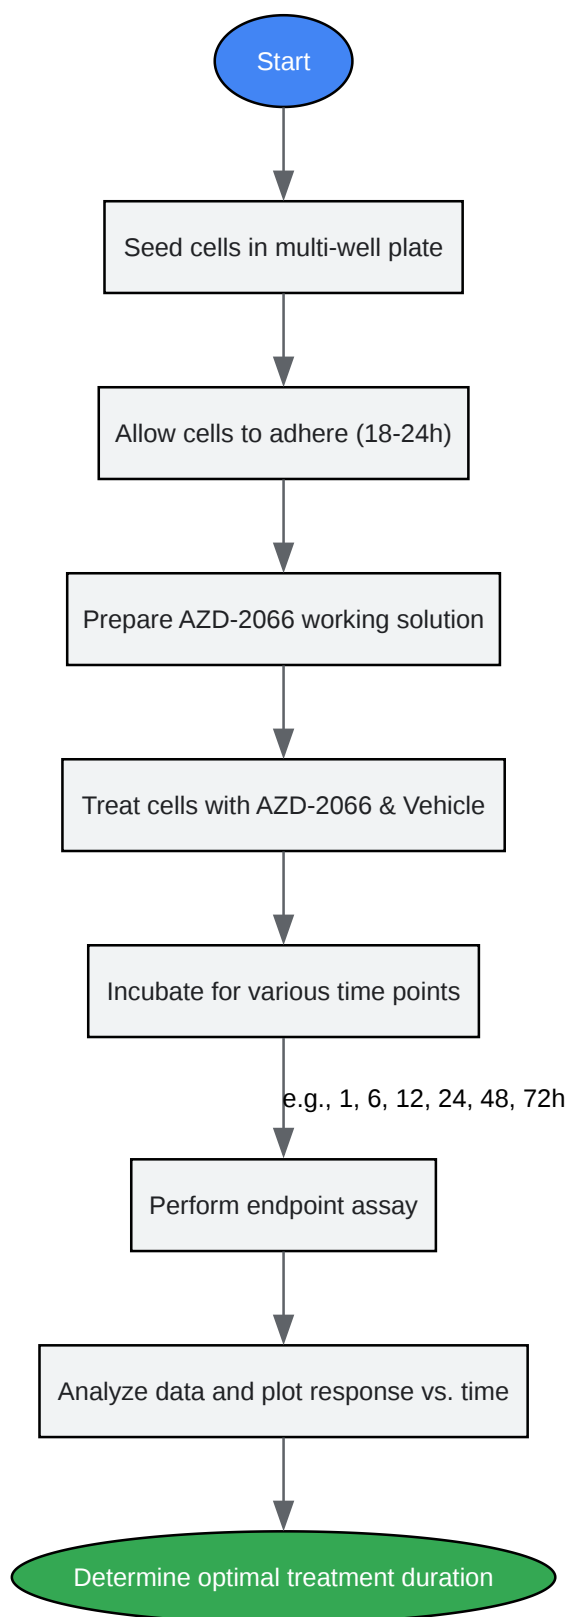 Start
Seed cells in multi-well plate
Allow cells to adhere (18-24h)
Prepare AZD-2066 working solution
Treat cells with AZD-2066 & Vehicle
Incubate for various time points
e.g., 1, 6, 12, 24, 48, 72h
Perform endpoint assay
Analyze data and plot response vs. time
Determine optimal treatment duration